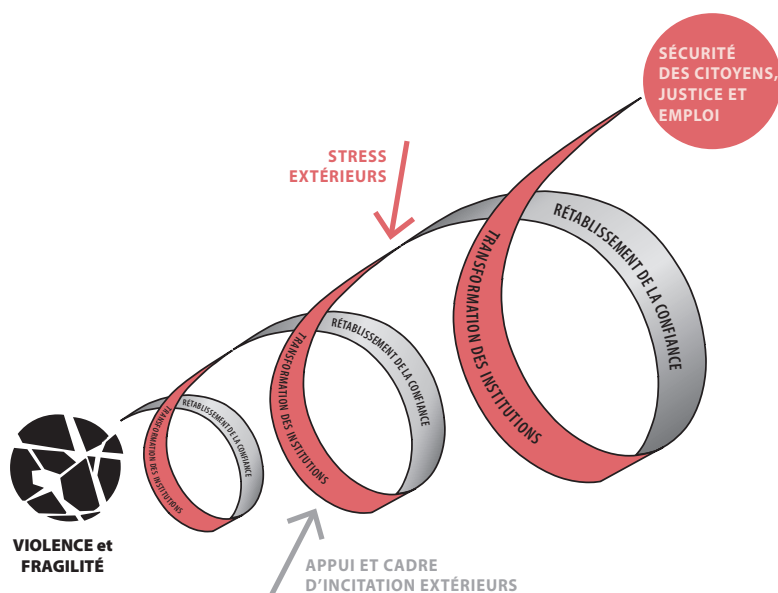 SÉCURITÉ
DES CITOYENS,
JUSTICE ET
EMPLOI
STRESS
EXTÉRIEURS
RÉTABLISSEMENT DE LA CONFIANCE
TRANSFORMATION DES INSTITUTIONS
RÉTABLISSEMENT DE LA CONFIANCE
TRANSFORMATION DES INSTITUTIONS
RÉTABLISSEMENT DE LA CONFIANCE
TRANSFORMATION DES INSTITUTIONS
VIOLENCE et
FRAGILITÉ
APPUI ET CADRE
D’INCITATION EXTÉRIEURS